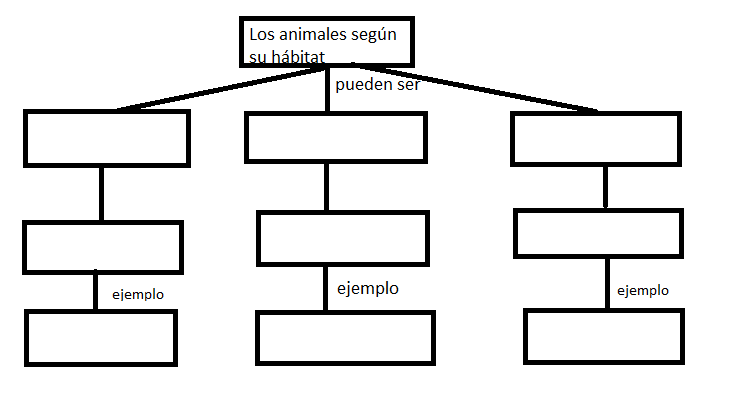 Los animales según
su hábitat
pueden ser
ejemplo
ejemplo
ejemplo